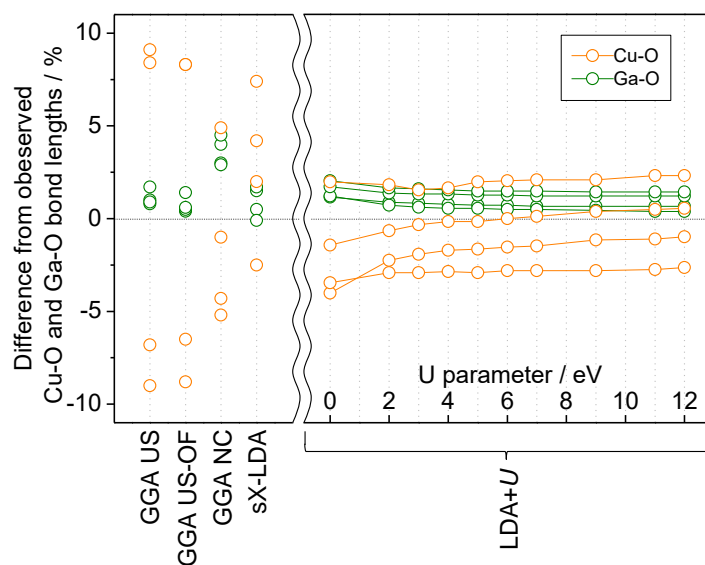 Difference from obeserved
Cu-O and Ga-O bond lengths / %
10
5
0
-5
-10
Cu-O
Ga-O
U parameter / eV
0 2 4 6 8 10 12
GGA US
GGA US-OF
GGA NC
sX-LDA
LDA+U